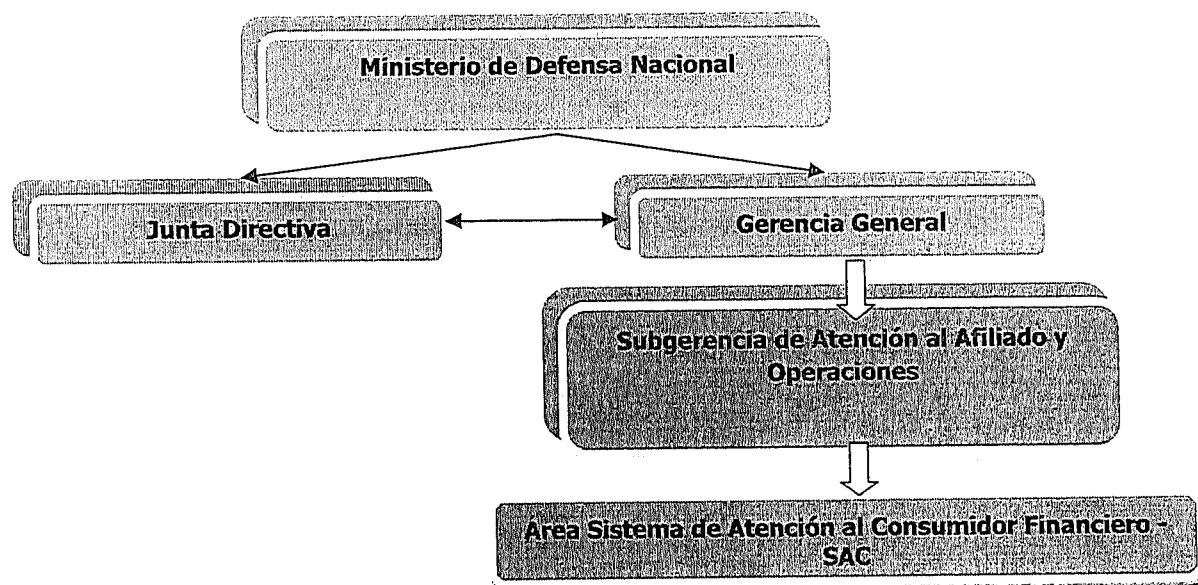 Ministerio de Defensa Nacional
Junta Directiva
Gerencia General
Subgerencia de Atención al Afiliado y
Operaciones
Area Sistema de Atención al Consumidor Financiero -
SAC